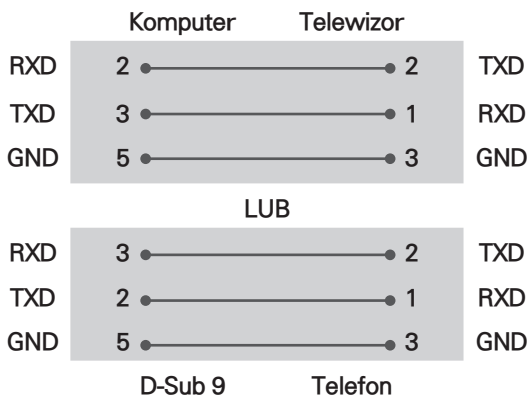 Komputer Telewizor
RXD 2 2 TXD
TXD 3 1 RXD
GND 5 3 GND
LUB
RXD 3 2 TXD
TXD 2 1 RXD
GND 5 3 GND
D-Sub 9 Telefon